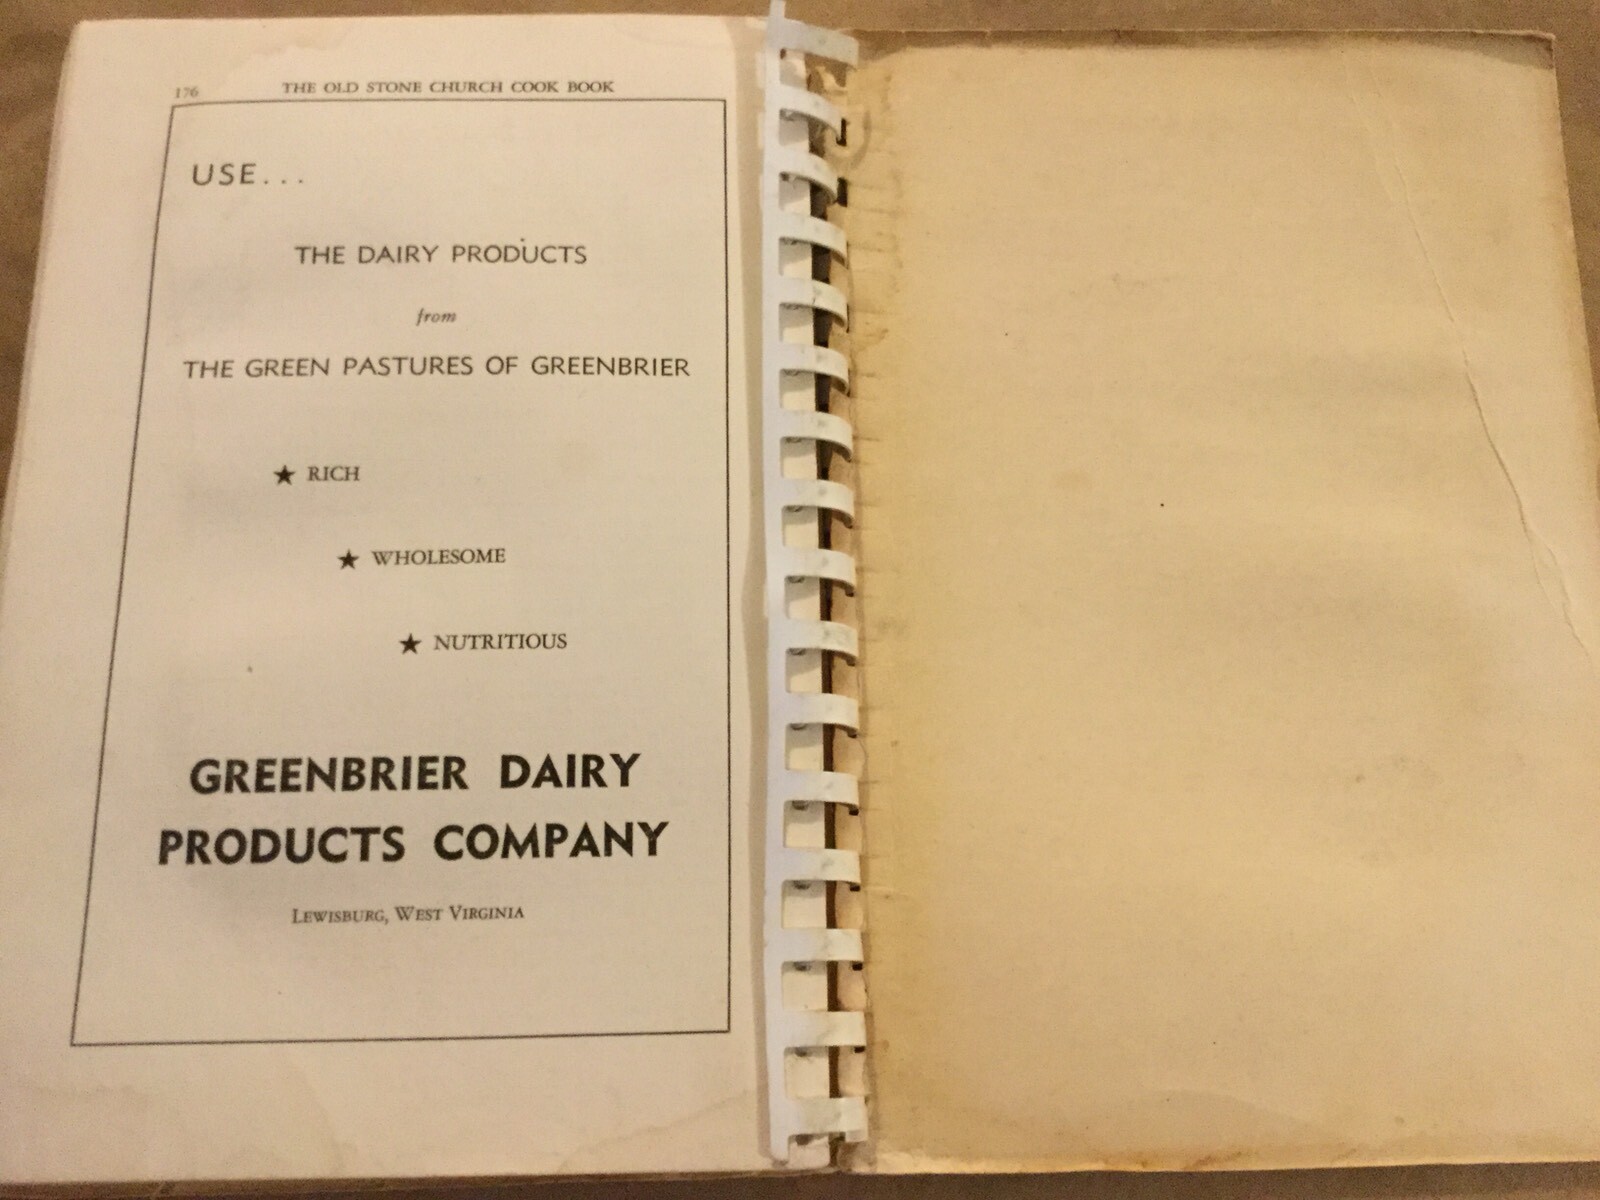 176 THE OLD STONE CHURCH COOK BOOK
USE...
THE DAIRY PRODUCTS
from
THE GREEN PASTURES OF GREENBRIER
★ RICH
★ WHOLESOME
★ NUTRITIOUS
GREENBRIER DAIRY
PRODUCTS COMPANY
LEWISBURG, WEST VIRGINIA